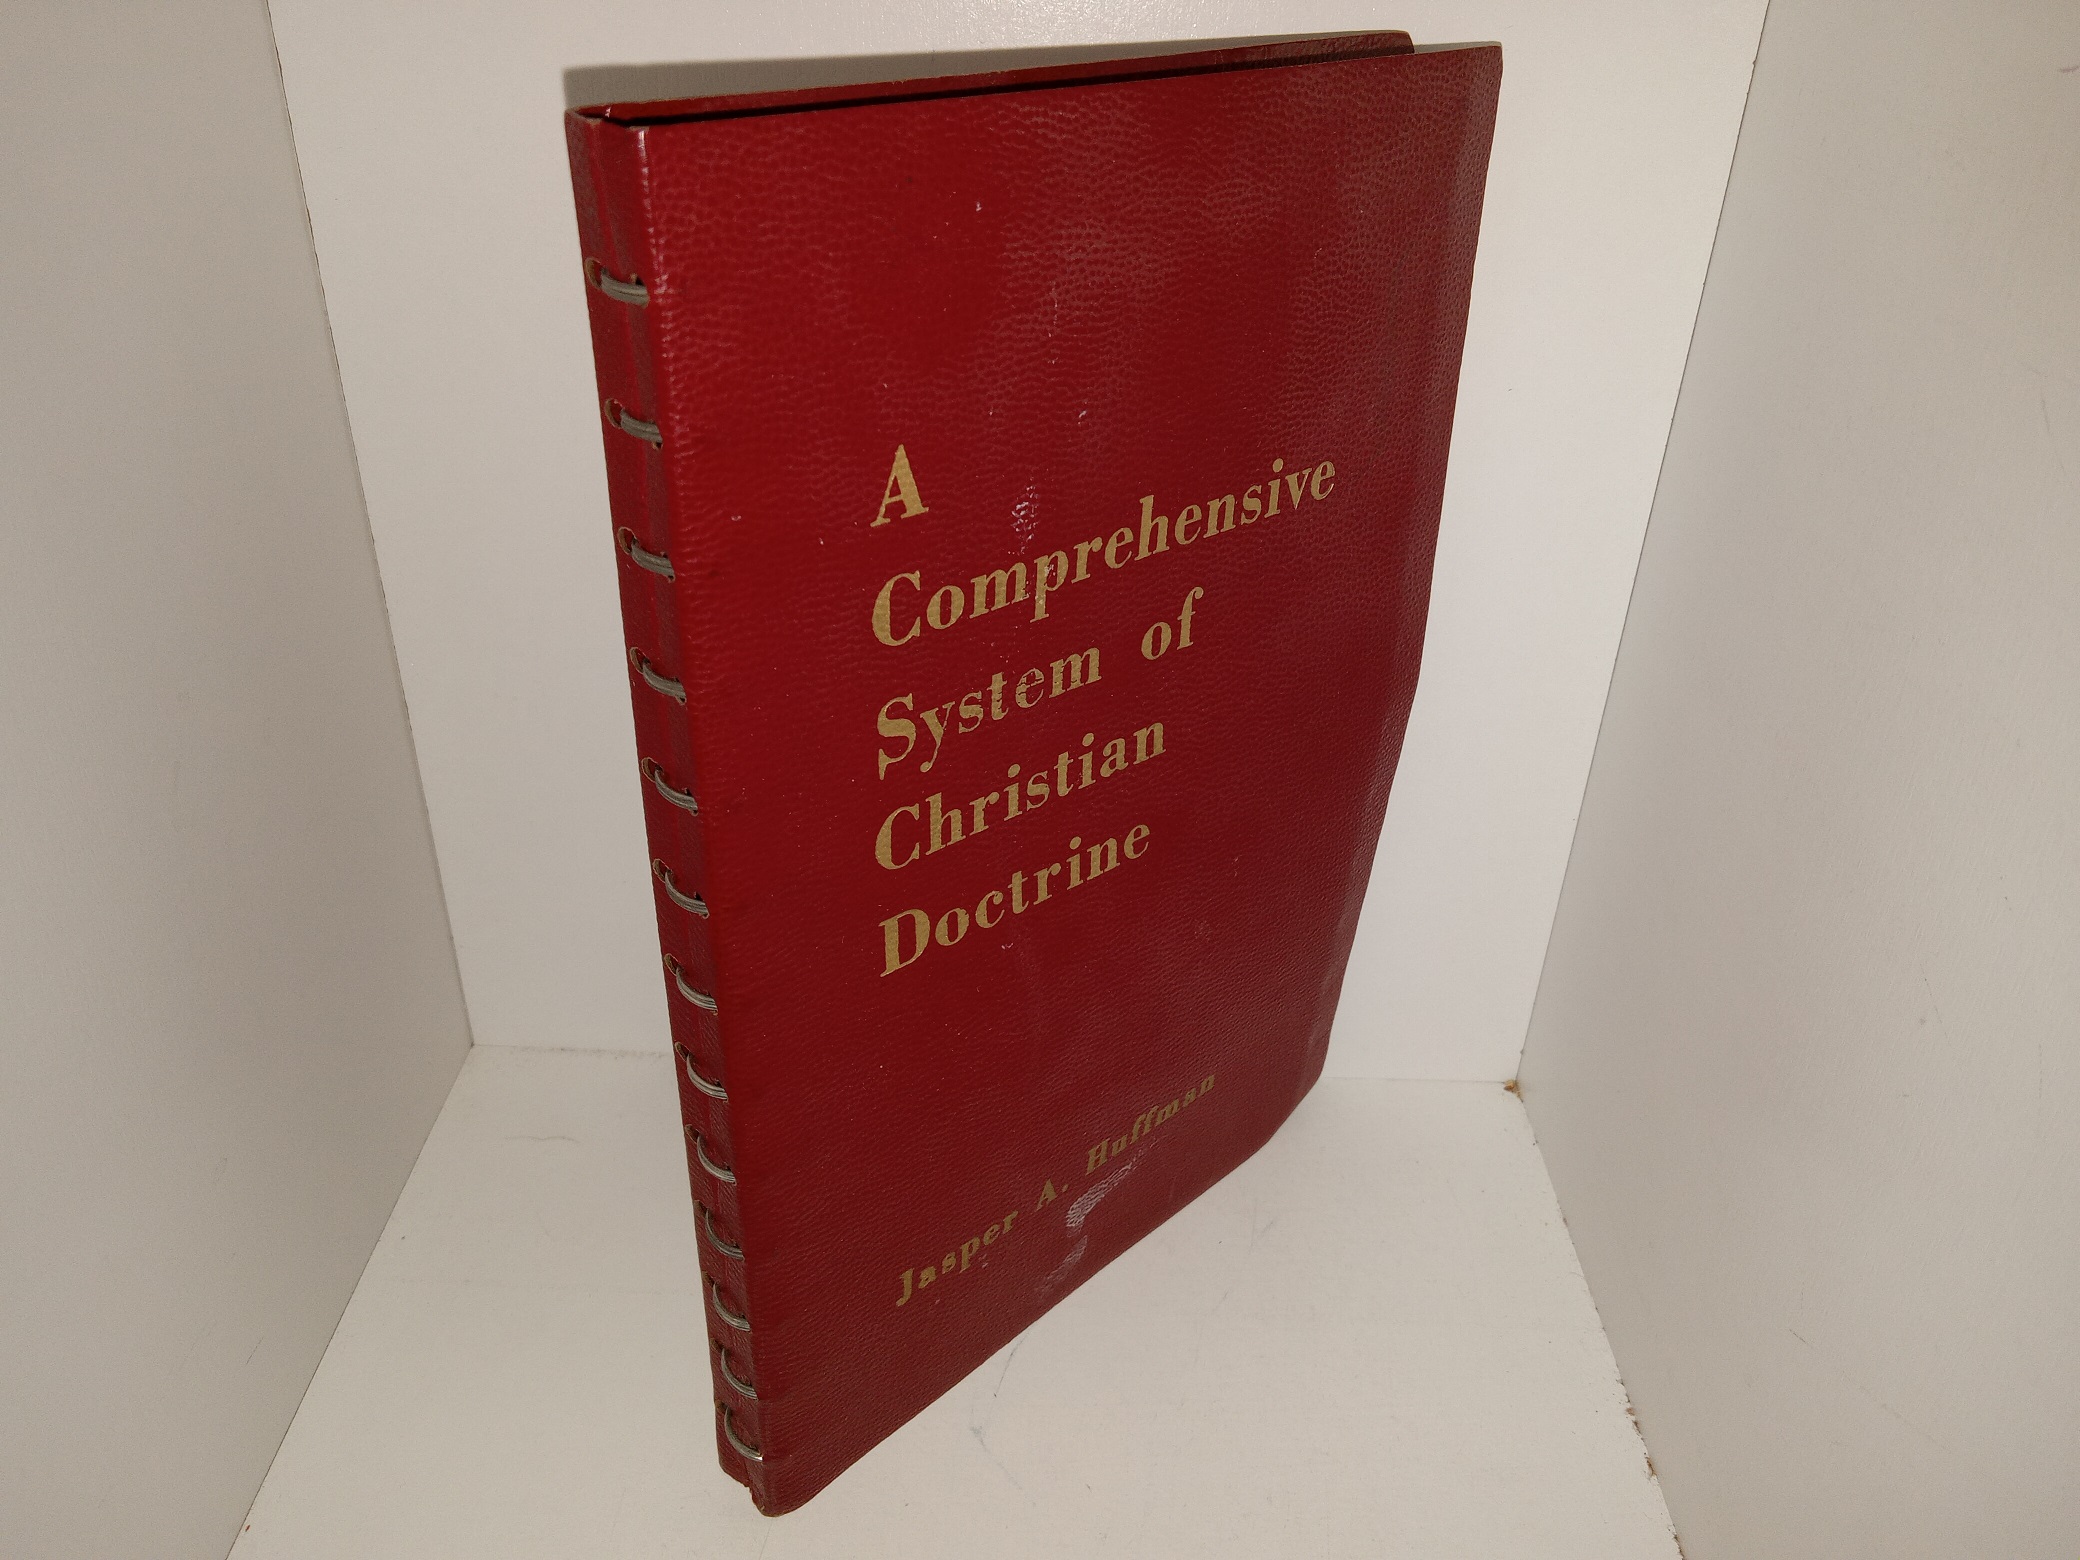 A
Comprehensive
System of
Christian
Doctrine
Jasper A. Huffman